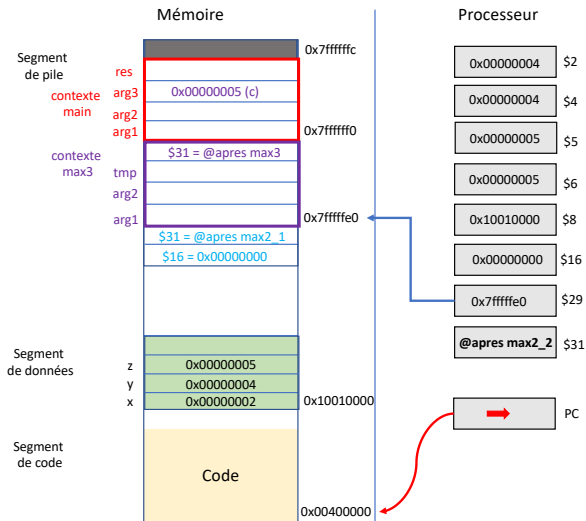 Mémoire
Processeur
0x7ffffffc
Segment
de pile
res
contexte
main
arg3
0x00000005 (c)
arg2
arg1
0x7ffffff0
contexte
max3
$31 = @apres max3
tmp
arg2
arg1
0x7fffffe0
$31 = @apres max2_1
$16 = 0x00000000
Segment
de données
z
0x00000005
y
0x00000004
x
0x00000002
0x10010000
Segment
de code
Code
0x00400000
0x00000004
$2
0x00000004
$4
0x00000005
$5
0x00000005
$6
0x10010000
$8
0x00000000
$16
0x7fffffe0
$29
@apres max2_2
$31
PC